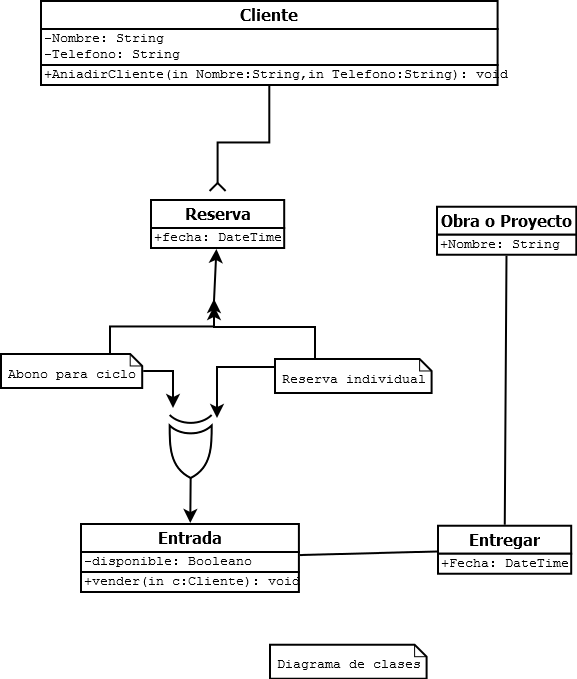 Cliente
-Nombre: String
-Telefono: String
+AniadirCliente(in Nombre:String,in Telefono:String): void
Reserva
+fecha: DateTime
Obra o Proyecto
+Nombre: String
Abono para ciclo
Reserva individual
Entrada
-disponible: Booleano
+vender(in c:Cliente): void
Entregar
+Fecha: DateTime
Diagrama de clases